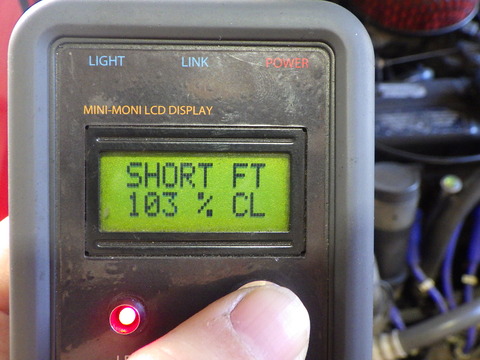 LIGHT LINK POWER
MINI-MONI LCD DISPLAY
SHORT FT
103 % CL